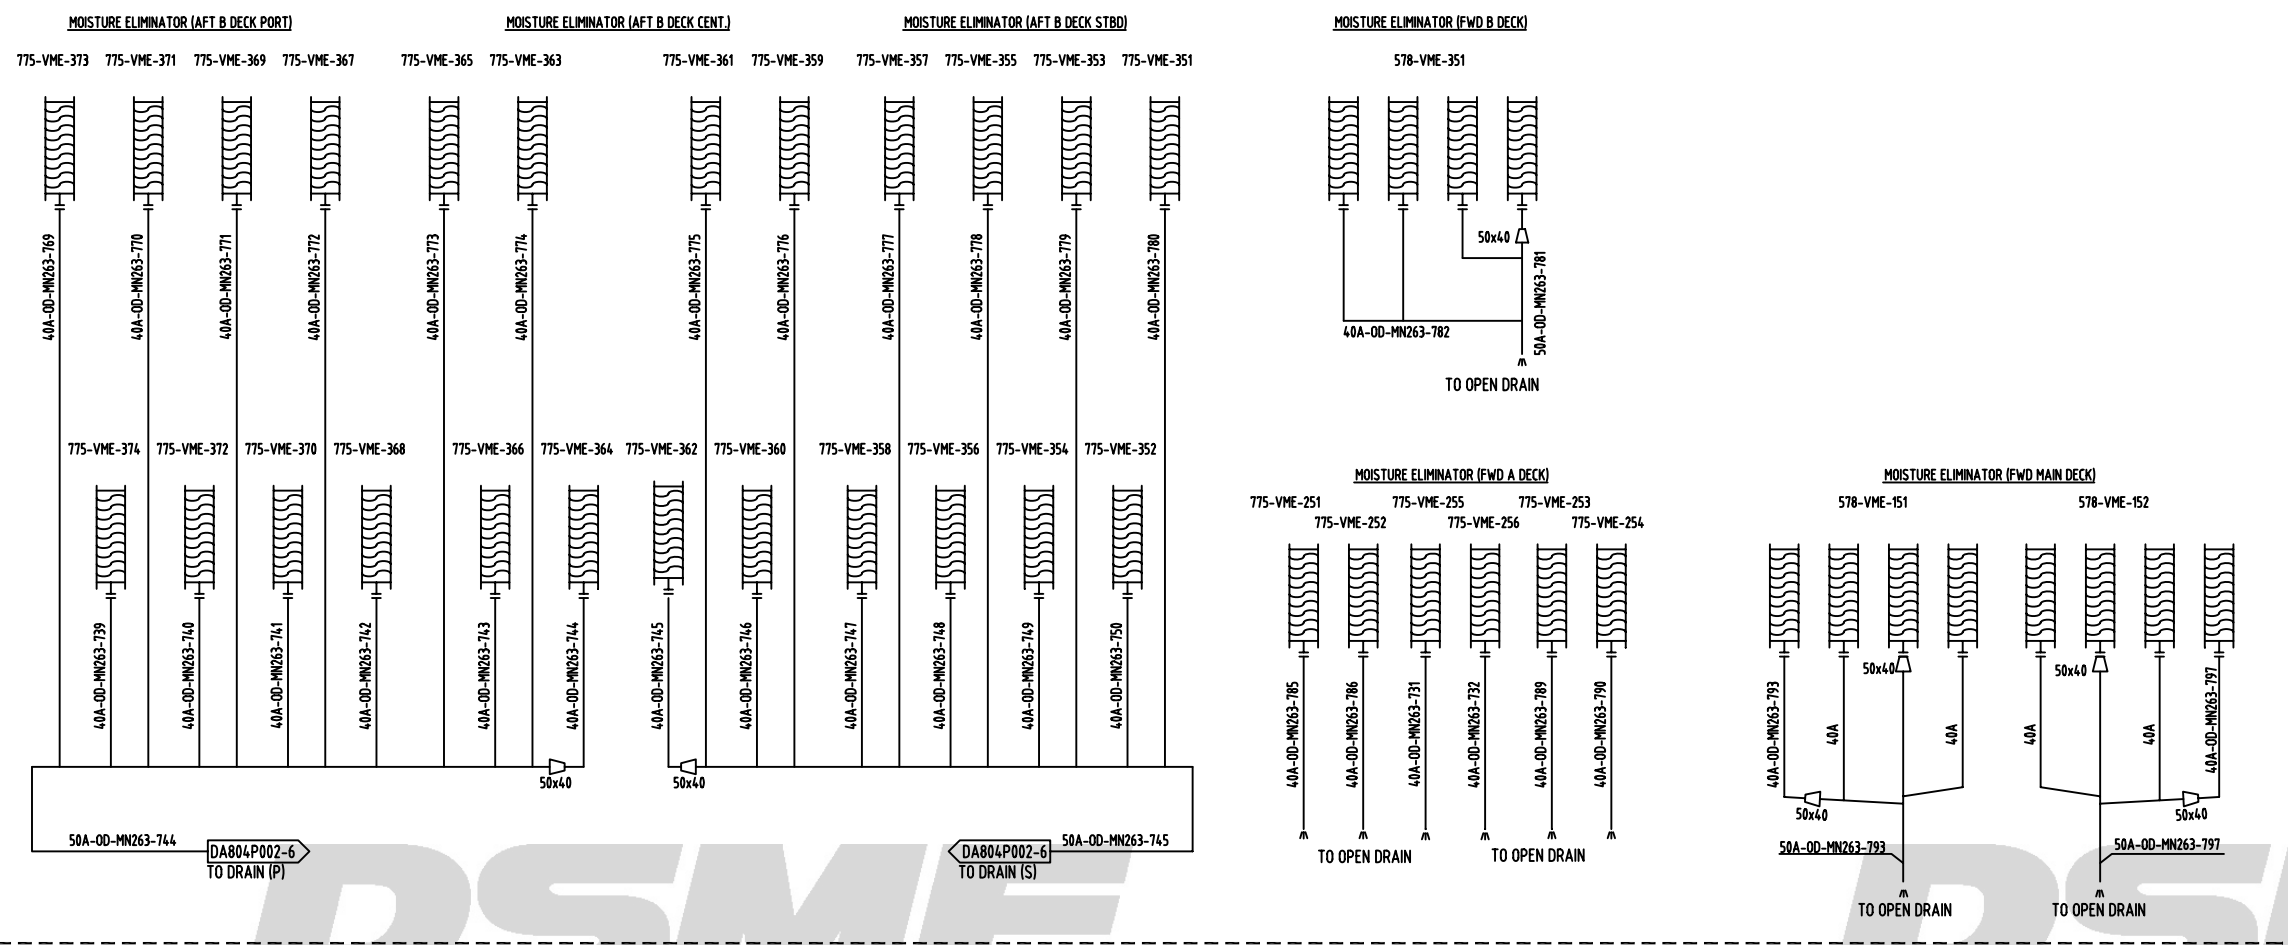 MOISTURE ELIMINATOR (AFT B DECK PORT)
MOISTURE ELIMINATOR (AFT B DECK CENT.)
MOISTURE ELIMINATOR (AFT B DECK STBD)
MOISTURE ELIMINATOR (FWD B DECK)
775-VME-373
775-VME-371
775-VME-369
775-VME-367
775-VME-365
775-VME-363
775-VME-361
775-VME-359
775-VME-357
775-VME-355
775-VME-353
775-VME-351
578-VME-351
40A-OD-MN263-769
40A-OD-MN263-770
40A-OD-MN263-771
40A-OD-MN263-772
40A-OD-MN263-773
40A-OD-MN263-774
40A-OD-MN263-775
40A-OD-MN263-776
40A-OD-MN263-777
40A-OD-MN263-778
40A-OD-MN263-779
40A-OD-MN263-780
50x40
50A-OD-MN263-781
40A-OD-MN263-782
TO OPEN DRAIN
775-VME-374
775-VME-372
775-VME-370
775-VME-368
775-VME-366
775-VME-364
775-VME-362
775-VME-360
775-VME-358
775-VME-356
775-VME-354
775-VME-352
40A-OD-MN263-739
40A-OD-MN263-740
40A-OD-MN263-741
40A-OD-MN263-742
40A-OD-MN263-743
40A-OD-MN263-744
40A-OD-MN263-745
40A-OD-MN263-746
40A-OD-MN263-747
40A-OD-MN263-748
40A-OD-MN263-749
40A-OD-MN263-750
50x40
50x40
50A-OD-MN263-744
DA804P002-6
TO DRAIN (P)
DA804P002-6
50A-OD-MN263-745
TO DRAIN (S)
MOISTURE ELIMINATOR (FWD A DECK)
775-VME-251
775-VME-255
775-VME-253
775-VME-252
775-VME-256
775-VME-254
40A-OD-MN263-785
40A-OD-MN263-786
40A-OD-MN263-731
40A-OD-MN263-732
40A-OD-MN263-789
40A-OD-MN263-790
TO OPEN DRAIN
TO OPEN DRAIN
MOISTURE ELIMINATOR (FWD MAIN DECK)
578-VME-151
578-VME-152
50x40
50x40
40A-OD-MN263-793
40A
40A
40A
40A
40A-OD-MN263-797
50x40
50x40
50A-OD-MN263-793
50A-OD-MN263-797
TO OPEN DRAIN
TO OPEN DRAIN
DSME